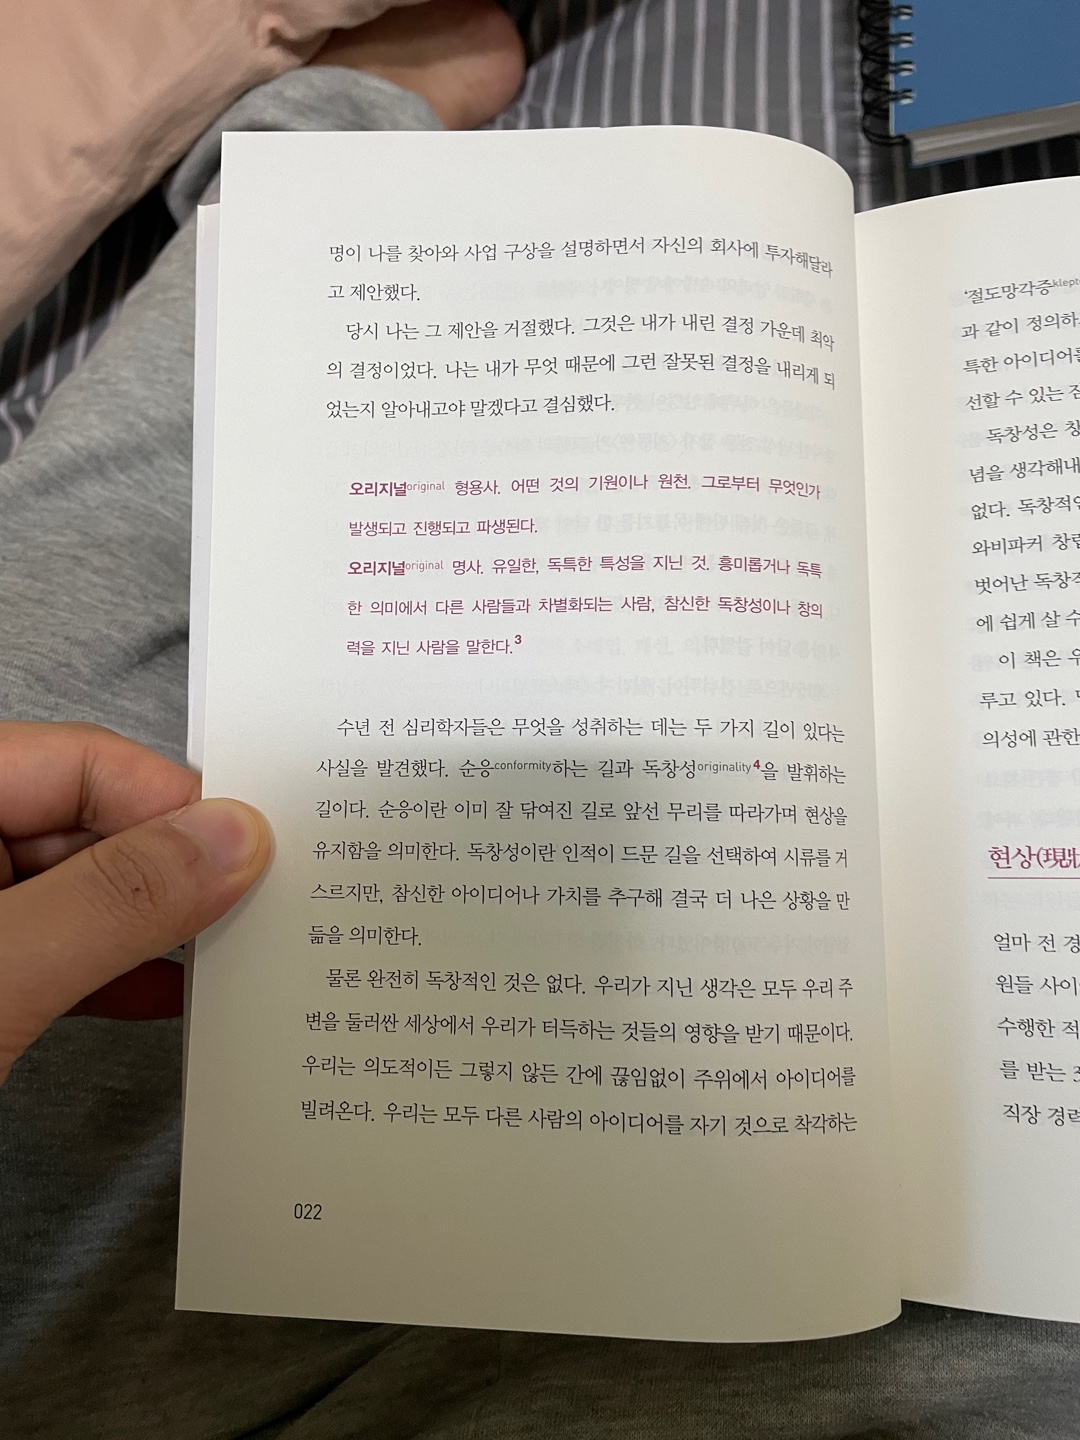 명이 나를 찾아와 사업 구상을 설명하면서 자신의 회사에 투자해달라
고 제안했다.
당시 나는 그 제안을 거절했다. 그것은 내가 내린 결정 가운데 최악
의 결정이었다. 나는 내가 무엇 때문에 그런 잘못된 결정을 내리게 되
었는지 알아내고야 말겠다고 결심했다.
오리지널original 형용사. 어떤 것의 기원이나 원천. 그로부터 무엇인가
발생되고 진행되고 파생된다.
오리지널original 명사. 유일한, 독특한 특성을 지닌 것. 흥미롭거나 독특
한 의미에서 다른 사람들과 차별화되는 사람, 참신한 독창성이나 창의
력을 지닌 사람을 말한다.3
수년 전 심리학자들은 무엇을 성취하는 데는 두 가지 길이 있다는
사실을 발견했다. 순응conformity하는 길과 독창성originality4을 발휘하는
길이다. 순응이란 이미 잘 닦여진 길로 앞선 무리를 따라가며 현상을
유지함을 의미한다. 독창성이란 인적이 드문 길을 선택하여 시류를 거
스르지만, 참신한 아이디어나 가치를 추구해 결국 더 나은 상황을 만
듦을 의미한다.
물론 완전히 독창적인 것은 없다. 우리가 지닌 생각은 모두 우리 주
변을 둘러싼 세상에서 우리가 터득하는 것들의 영향을 받기 때문이다.
우리는 의도적이든 그렇지 않든 간에 끊임없이 주위에서 아이디어를
빌려온다. 우리는 모두 다른 사람의 아이디어를 자기 것으로 착각하는
022
‘절도망각증klept
과 같이 정의하
특한 아이디어를
선할 수 있는 
독창성은 창
념을 생각해내
없다. 독창적인
와비파커 창립
벗어난 독창적
에 쉽게 살 수
이 책은 우
루고 있다.
의성에 관한
현상(現狀
얼마 전 경
원들 사이
수행한 적
를 받는
직장 경력